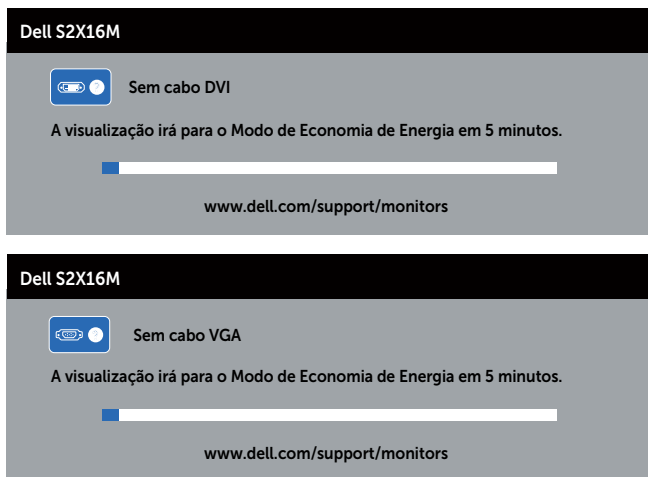 Dell S2X16M
Sem cabo DVI
A visualização irá para o Modo de Economia de Energia em 5 minutos.
www.dell.com/support/monitors
Dell S2X16M
Sem cabo VGA
A visualização irá para o Modo de Economia de Energia em 5 minutos.
www.dell.com/support/monitors